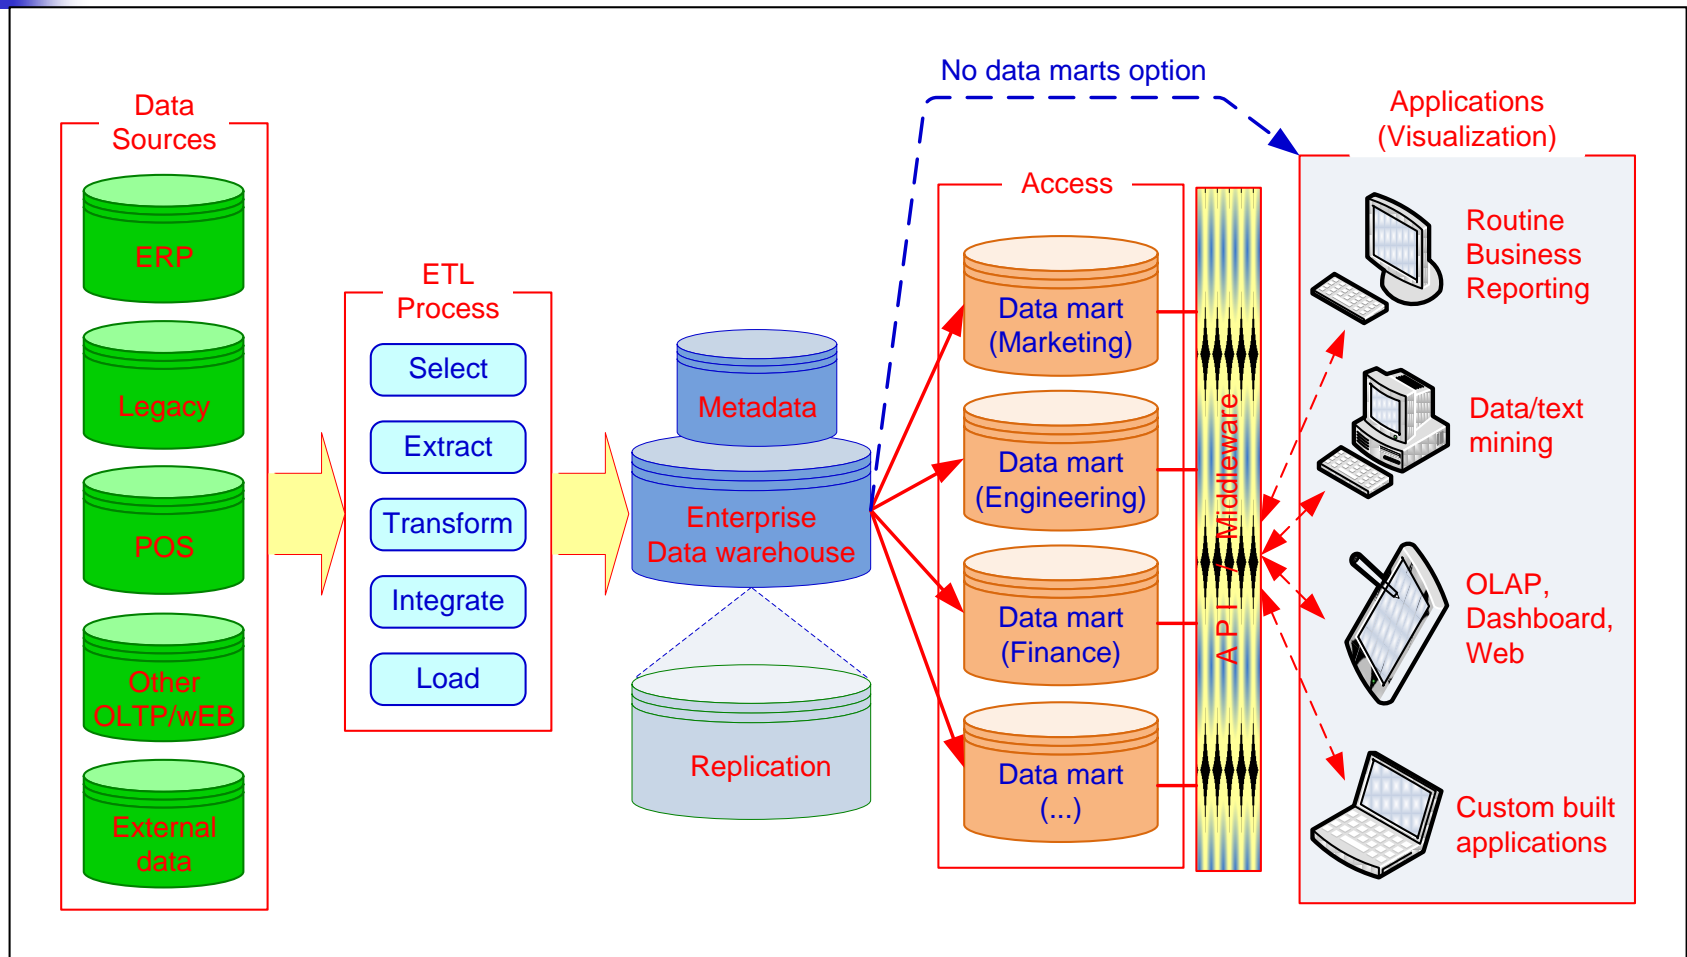 Data
Sources
ERP
Legacy
POS
Other
OLTP/wEB
External
data
ETL
Process
Select
Extract
Transform
Integrate
Load
Metadata
Enterprise
Data warehouse
Replication
No data marts option
Access
Data mart
(Marketing)
Data mart
(Engineering)
Data mart
(Finance)
Data mart
(...)
A P I / Middleware
Applications
(Visualization)
Routine
Business
Reporting
Data/text
mining
OLAP,
Dashboard,
Web
Custom built
applications